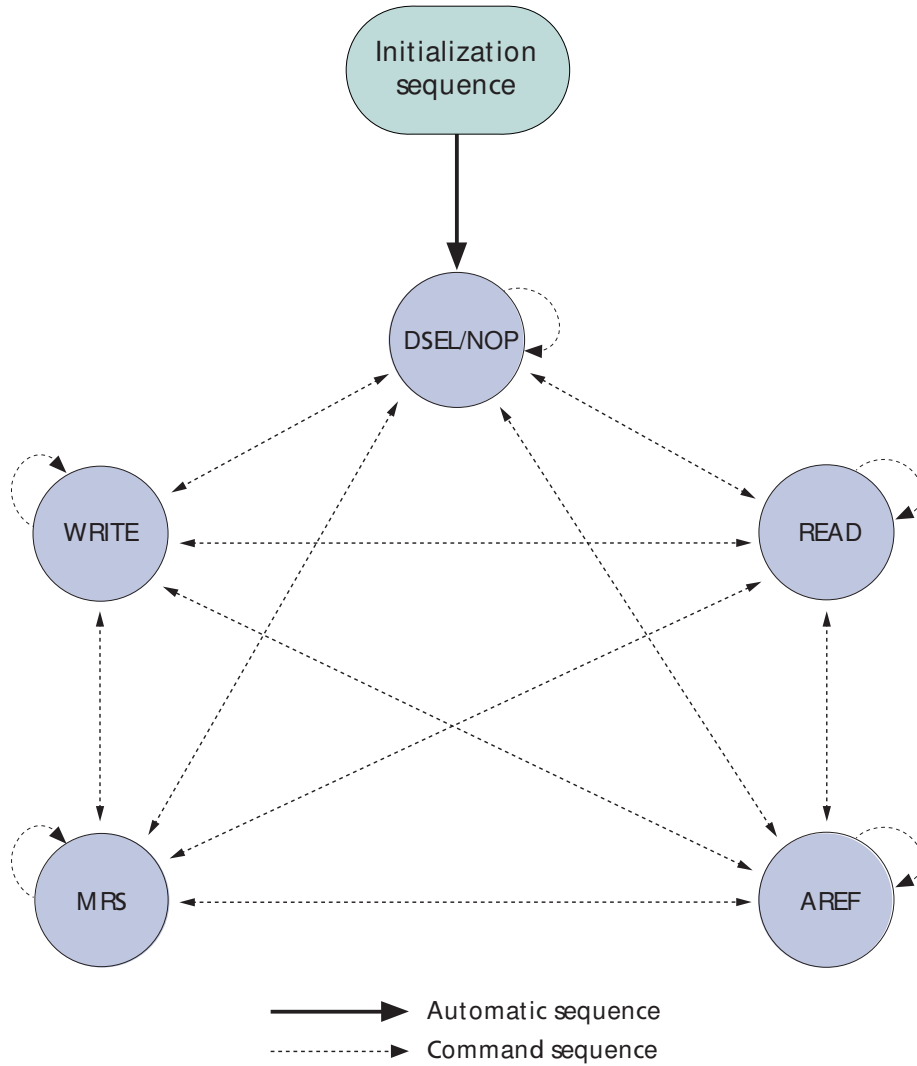 Initialization
sequence
DSEL/NOP
WRITE
READ
MRS
AREF
Automatic sequence
Command sequence